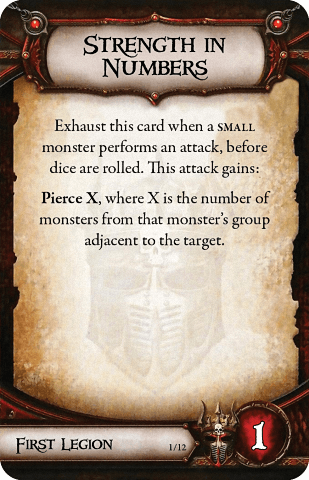 Strength in
Numbers
Exhaust this card when a small
monster performs an attack, before
dice are rolled. This attack gains:
Pierce X, where X is the number of
monsters from that monster's group
adjacent to the target.
First Legion
1/12
1